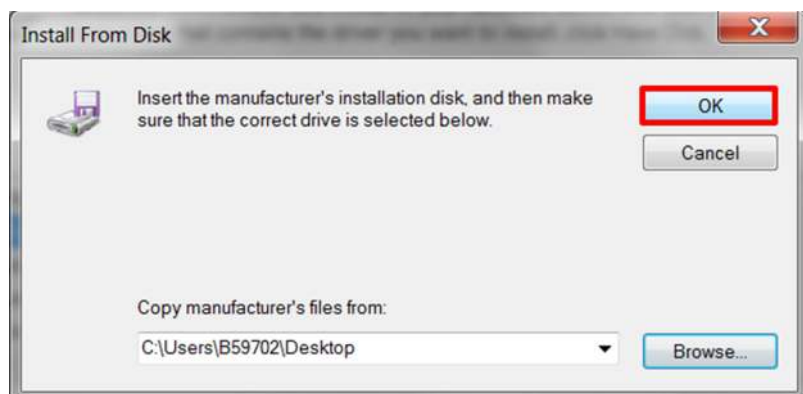 Install From Disk
Insert the manufacturer's installation disk, and then make
sure that the correct drive is selected below.
OK
Cancel
Copy manufacturer's files from:
C:\Users\B59702\Desktop
Browse...